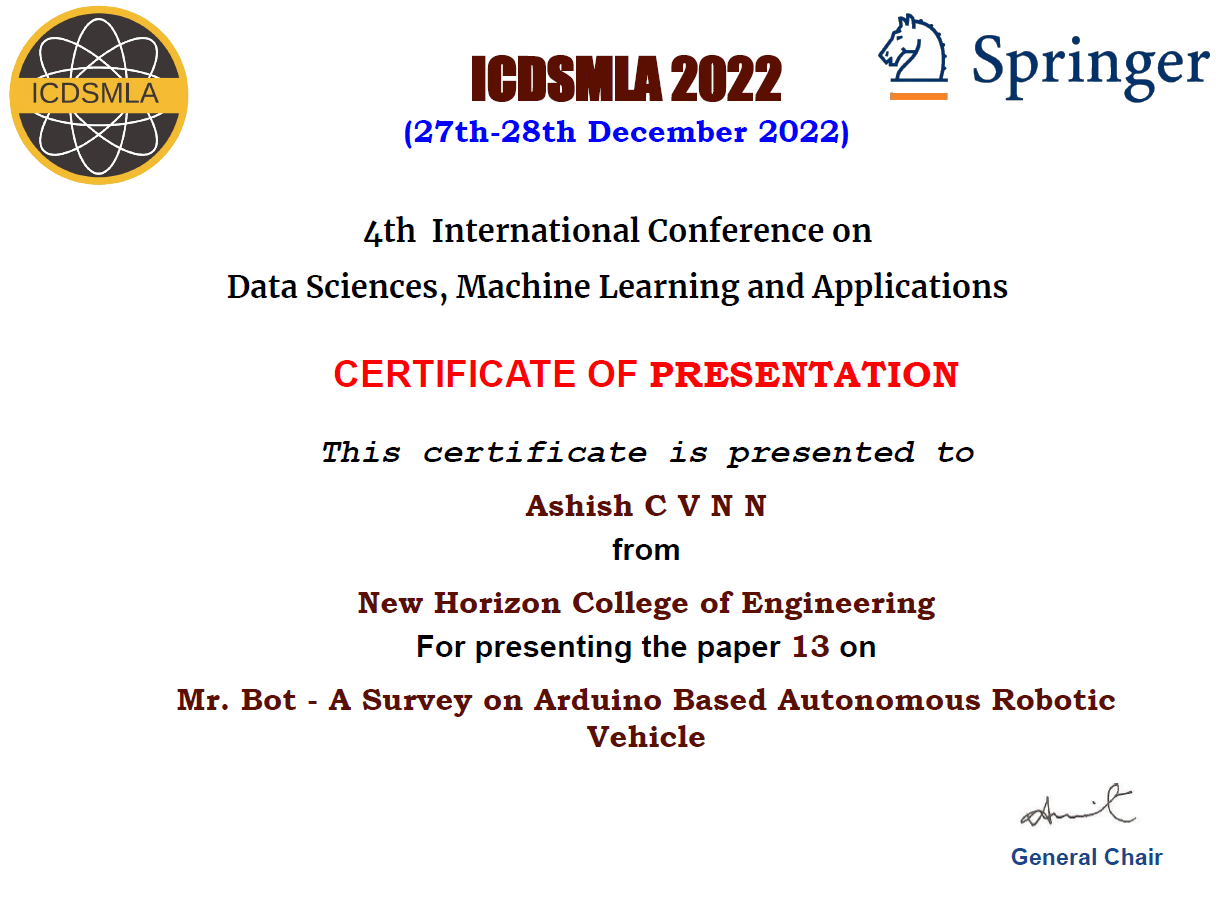 ICDSMLA
ICDSMLA 2022
Springer
(27th-28th December 2022)
4th International Conference on
Data Sciences, Machine Learning and Applications
CERTIFICATE OF PRESENTATION
This certificate is presented to
Ashish C V N N
from
New Horizon College of Engineering
For presenting the paper 13 on
Mr. Bot - A Survey on Arduino Based Autonomous Robotic
Vehicle
General Chair